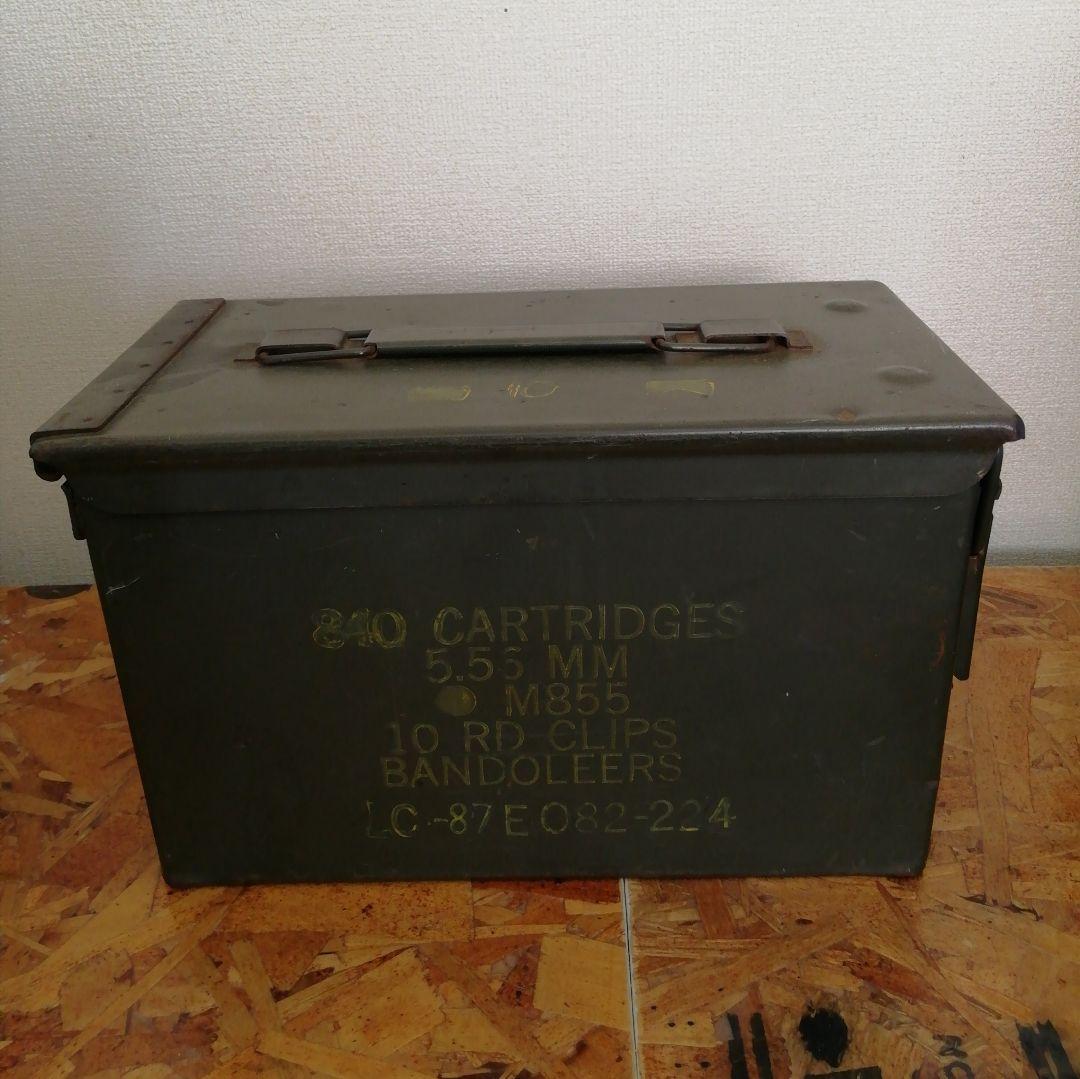 840 CARTRIDGES
5.56 MM
M855
10 RD CLIPS
BANDOLEERS
LC-87E082-224